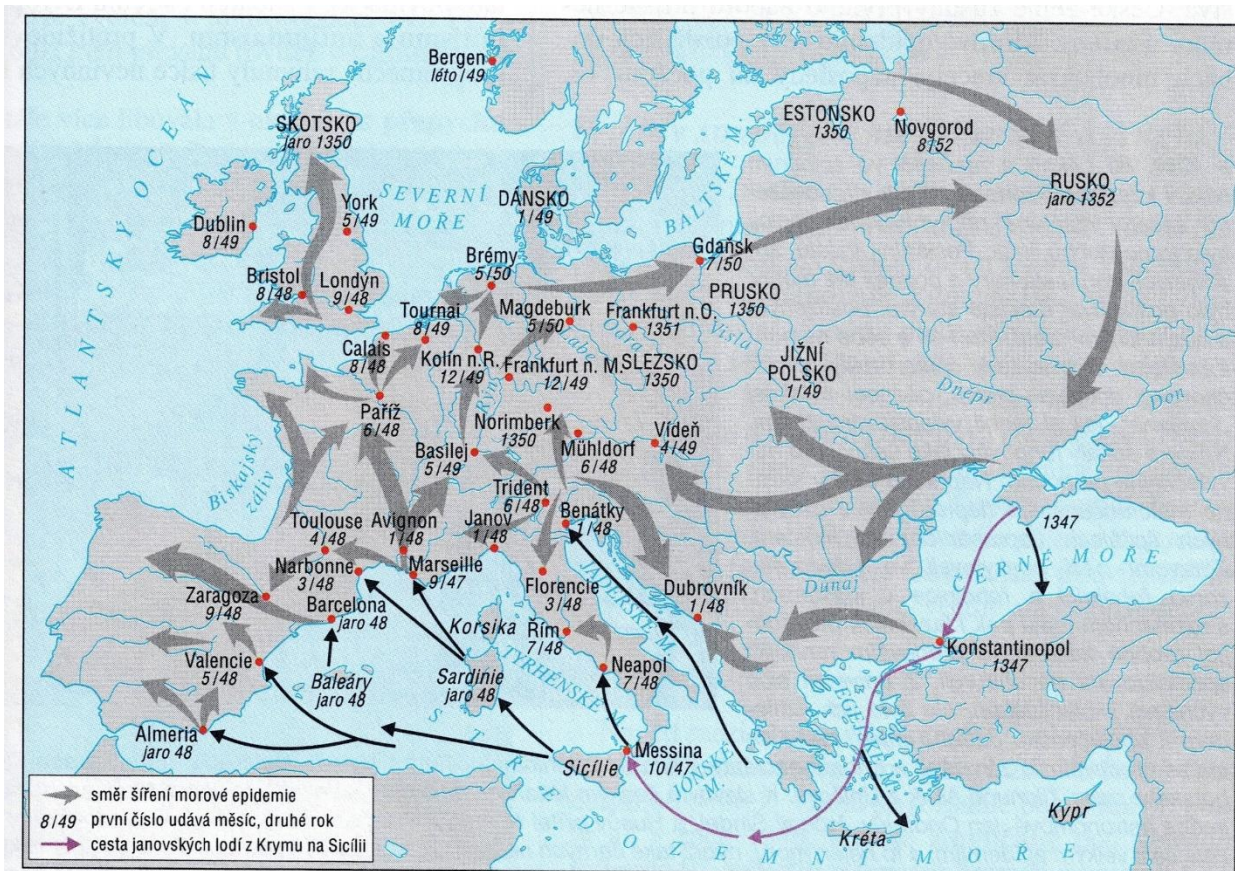 Bergen
léto/49
ATLANTSKÝ OCEÁN
SKOTSKO
jaro 1350
ESTONSKO
1350
Novgorod
8/52
SEVERNÍ
MOŘE
DÁNSKO
1/49
BALTSKÉ M.
RUSKO
jaro 1352
York
5/49
Dublin
8/49
Gdaňsk
7/50
Brémy
5/50
Bristol
8/48
Londýn
9/48
PRUSKO
1350
Tournai
8/49
Magdeburk
5/50
Frankfurt n.O.
1351
Labe
Odra
Visla
Calais
8/48
Kolín n.R.
12/49
Frankfurt n. M.
12/49
SLEZSKO
1350
JIŽNÍ
POLSKO
1/49
Rýn
Dněpr
Don
Paříž
6/48
Norimberk
1350
Mühldorf
6/48
Vídeň
4/49
Basilej
5/49
Biskajský
záliv
Trident
6/48
Toulouse
4/48
Avignon
1/48
Janov
1/48
Benátky
1/48
1347
ČERNÉ MOŘE
Narbonne
3/48
Marseille
9/47
Florencie
3/48
JADERSKÉ M.
Dubrovník
1/48
Dunaj
Zaragoza
9/48
Barcelona
jaro 48
Korsika
Řím
7/48
Konstantinopol
1347
Valencie
5/48
Baleáry
jaro 48
Sardinie
jaro 48
TYRHÉNSKÉ M.
Neapol
7/48
EGEJSKÉ M.
Almeria
jaro 48
Sicílie
Messina
10/47
JÓNSKÉ
M.
Kypr
Kréta
STŘEDOZEMNÍ MOŘE
směr šíření morové epidemie
8/49 první číslo udává měsíc, druhé rok
cesta janovských lodí z Krymu na Sicílii